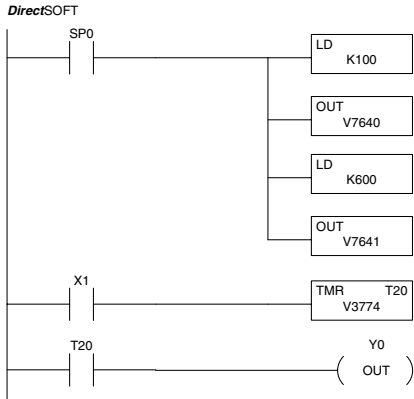 DirectSOFT
SP0
LD
K100
OUT
V7640
LD
K600
OUT
V7641
X1
TMR T20
V3774
T20
Y0
OUT